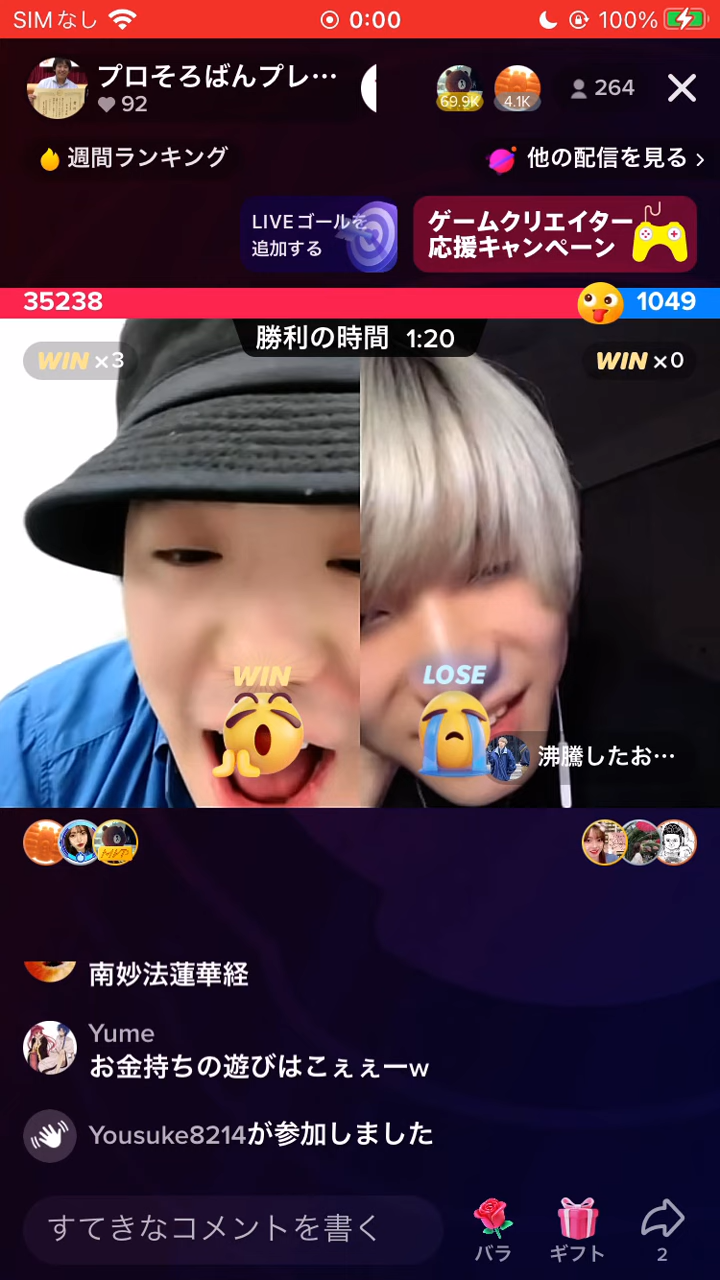 SIMなし 0:00 100%
プロそろばんプレ…
92
69.9K 4.1K 264
週間ランキング 他の配信を見る
LIVEゴールを
追加する
ゲームクリエイター
応援キャンペーン
35238 1049
勝利の時間 1:20
WIN ×3 WIN ×0
WIN LOSE
沸騰したお…
南妙法蓮華経
Yume
お金持ちの遊びはこぇぇーw
Yousuke8214が参加しました
すてきなコメントを書く
バラ ギフト 2